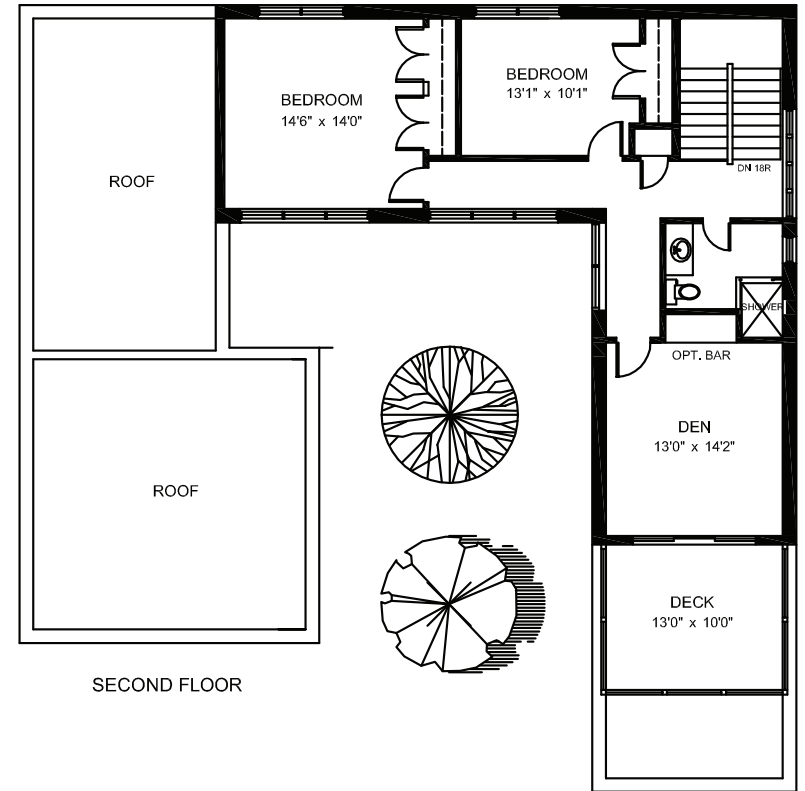 BEDROOM
13'1" x 10'1"
BEDROOM
14'6" x 14'0"
ROOF
DN 18R
SHOWER
OPT. BAR
DEN
13'0" x 14'2"
ROOF
DECK
13'0" x 10'0"
SECOND FLOOR